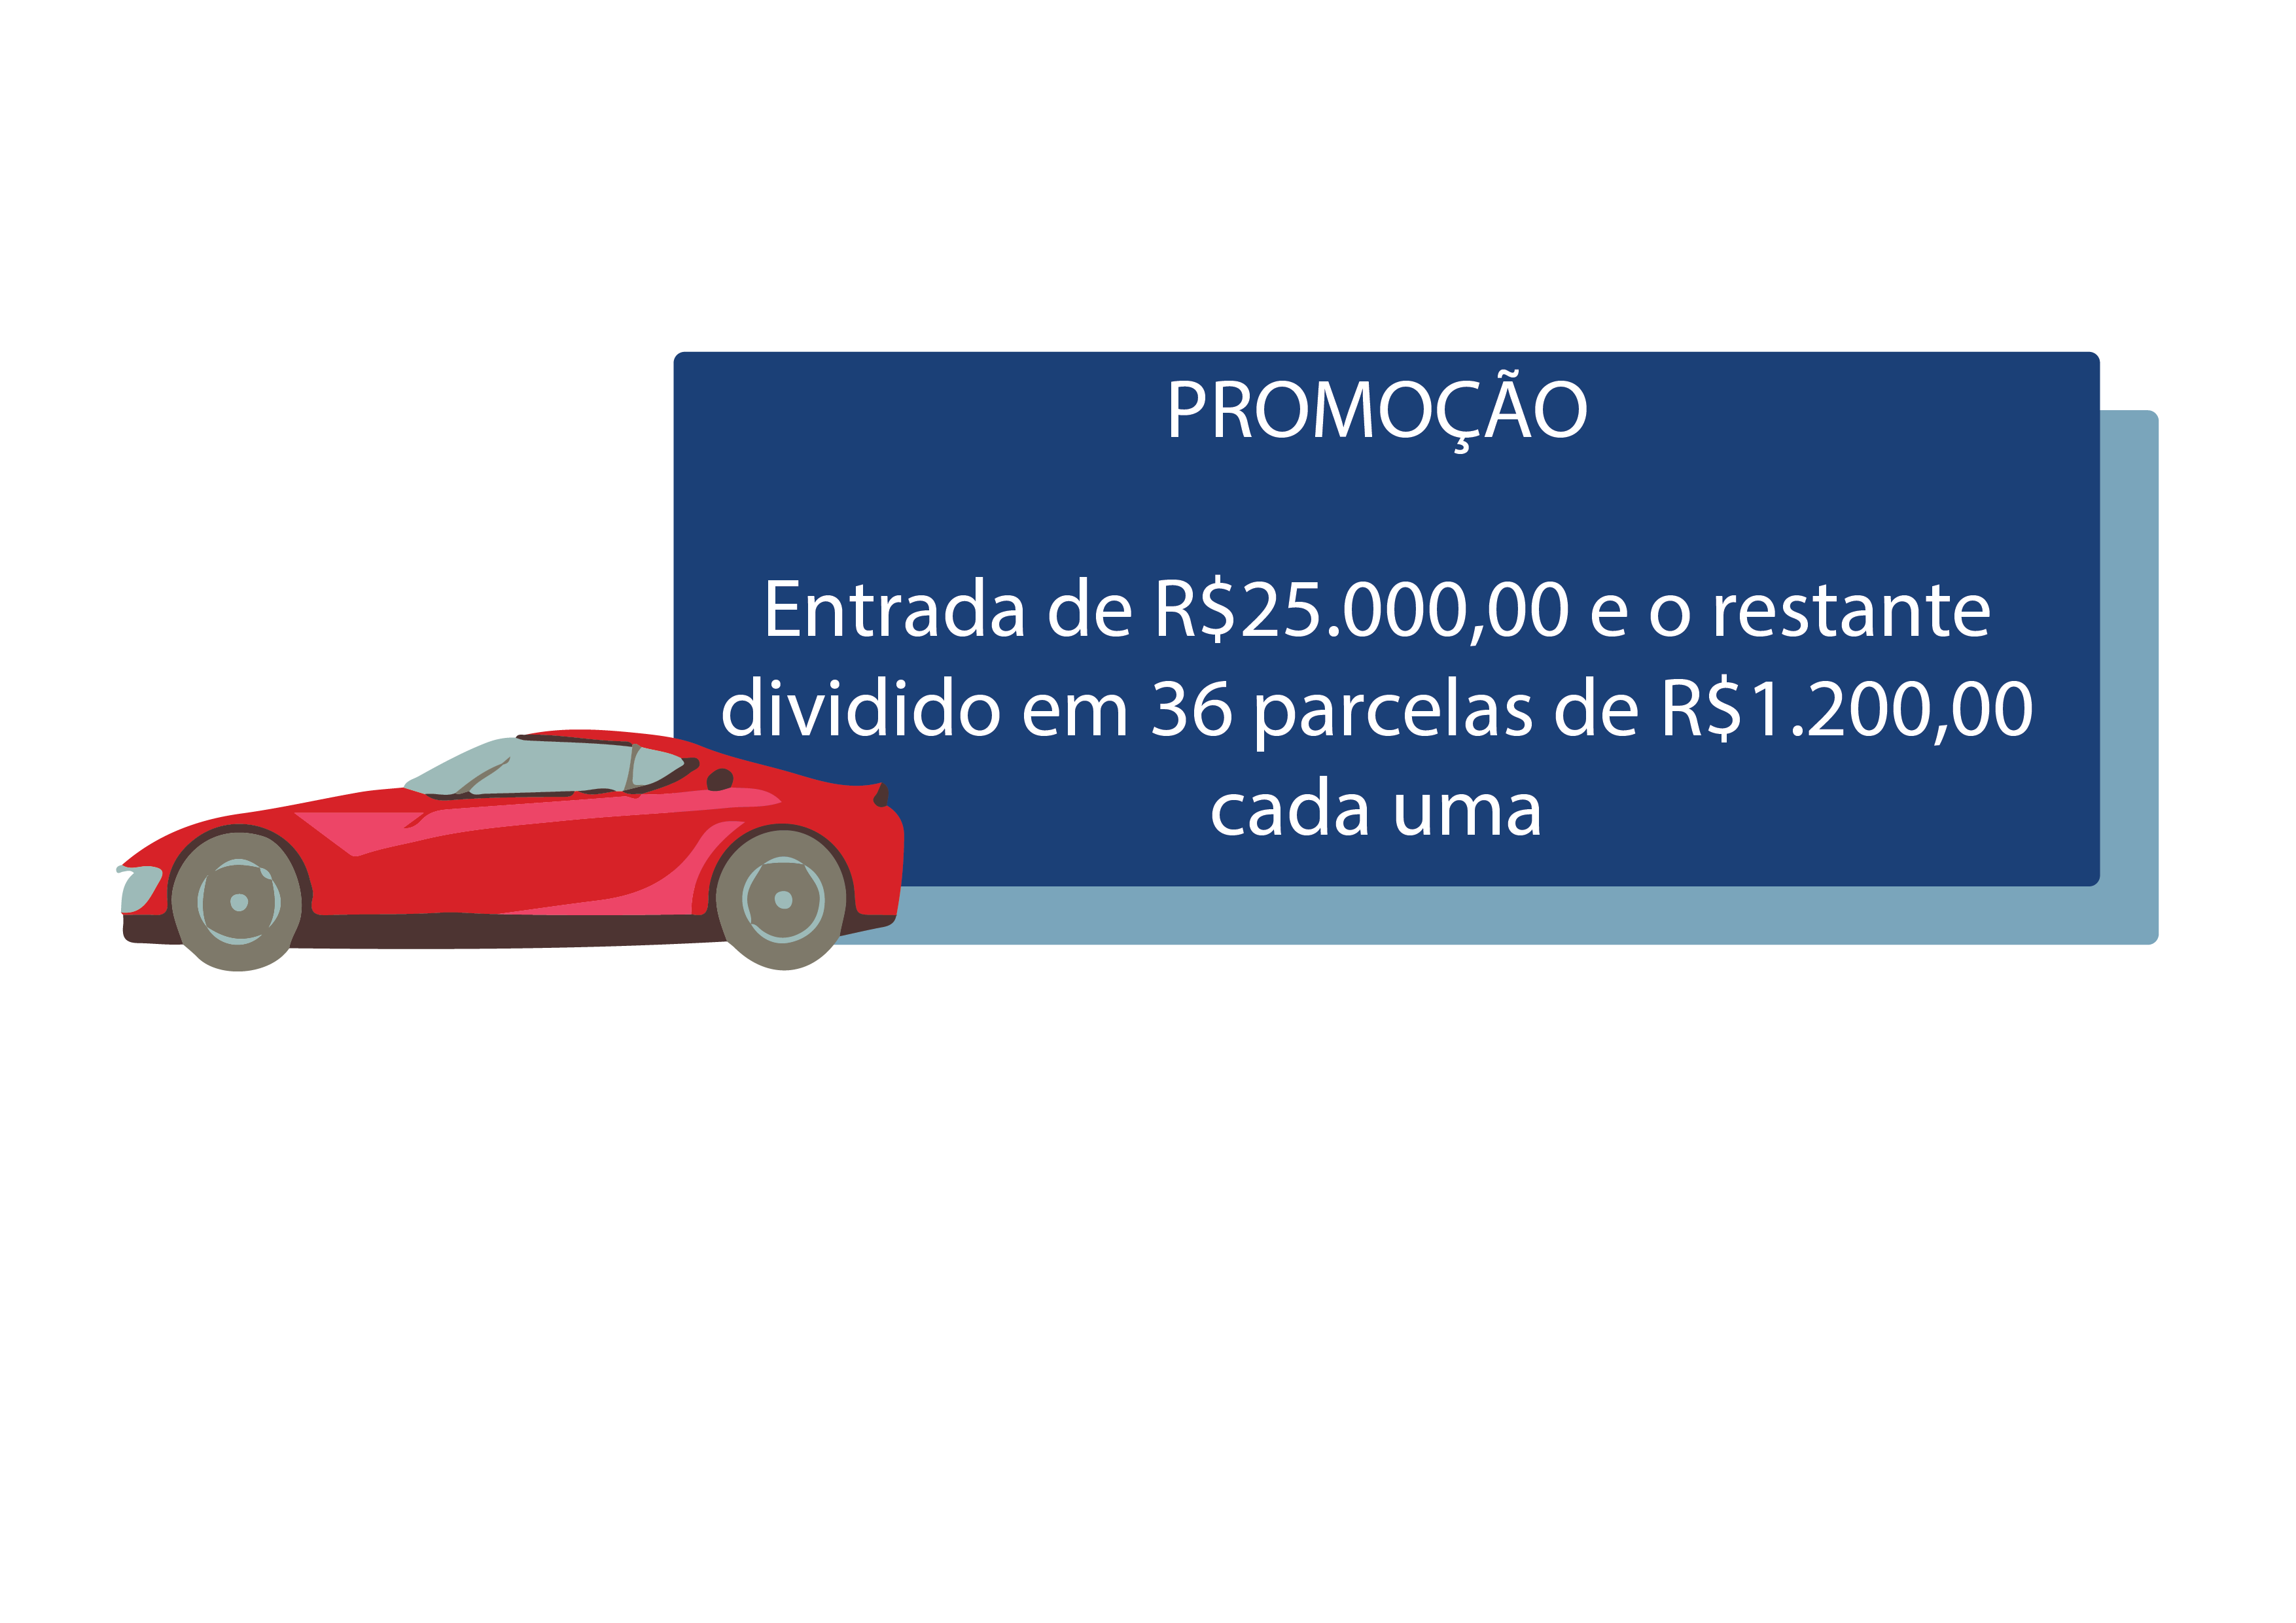 PROMOÇÃO
Entrada de R$25.000,00 e o restante
dividido em 36 parcelas de R$1.200,00
cada uma